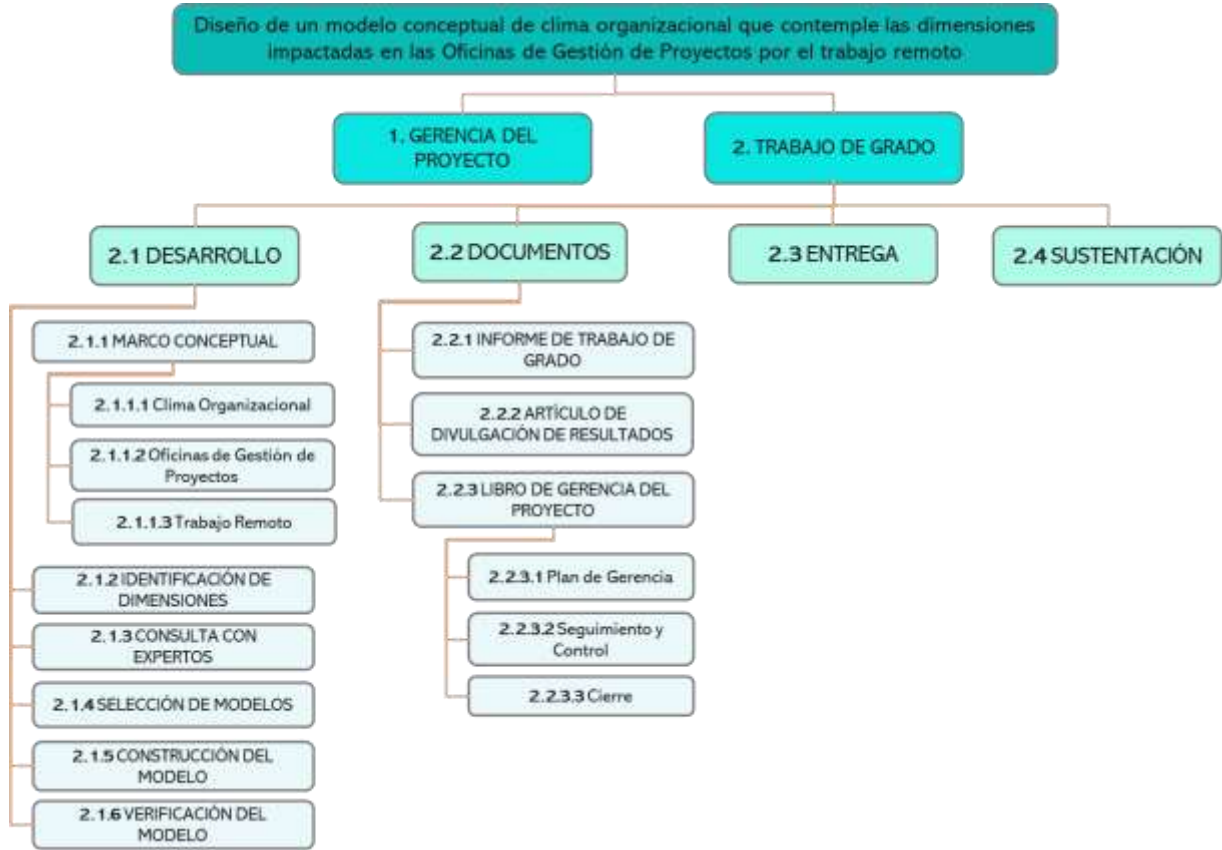 Diseño de un modelo conceptual de clima organizacional que contemple las dimensiones
impactadas en las Oficinas de Gestión de Proyectos por el trabajo remoto
1. GERENCIA DEL
PROYECTO
2. TRABAJO DE GRADO
2.1 DESARROLLO
2.2 DOCUMENTOS
2.3 ENTREGA
2.4 SUSTENTACIÓN
2.1.1 MARCO CONCEPTUAL
2.1.1.1 Clima Organizacional
2.1.1.2 Oficinas de Gestión de
Proyectos
2.1.1.3 Trabajo Remoto
2.1.2 IDENTIFICACIÓN DE
DIMENSIONES
2.1.3 CONSULTA CON
EXPERTOS
2.1.4 SELECCIÓN DE MODELOS
2.1.5 CONSTRUCCIÓN DEL
MODELO
2.1.6 VERIFICACIÓN DEL
MODELO
2.2.1 INFORME DE TRABAJO DE
GRADO
2.2.2 ARTÍCULO DE
DIVULGACIÓN DE RESULTADOS
2.2.3 LIBRO DE GERENCIA DEL
PROYECTO
2.2.3.1 Plan de Gerencia
2.2.3.2 Seguimiento y
Control
2.2.3.3 Cierre